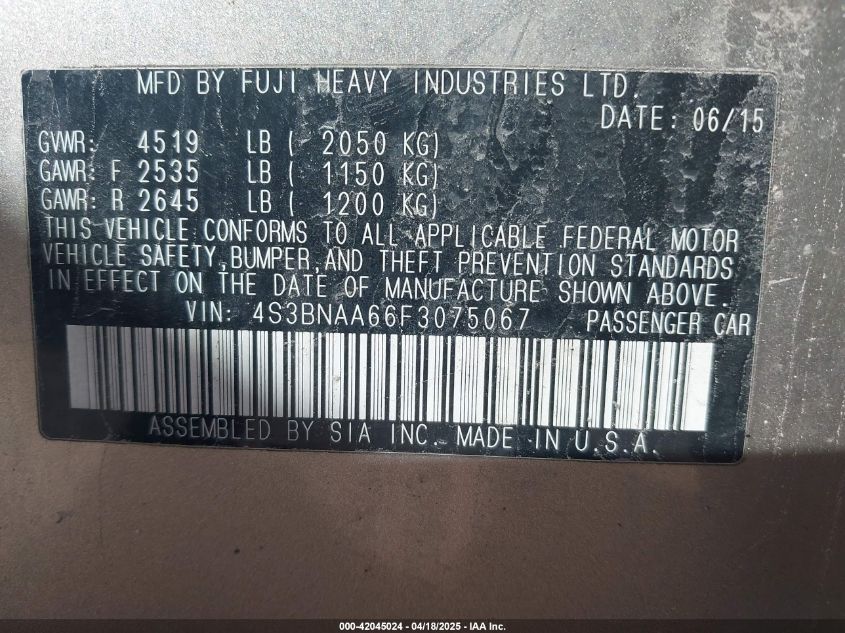 MFD BY FUJI HEAVY INDUSTRIES LTD.
DATE: 06/15
GVWR: 4519 LB ( 2050 KG)
GAWR: F 2535 LB ( 1150 KG)
GAWR: R 2645 LB ( 1200 KG)
THIS VEHICLE CONFORMS TO ALL APPLICABLE FEDERAL MOTOR
VEHICLE SAFETY, BUMPER, AND THEFT PREVENTION STANDARDS
IN EFFECT ON THE DATE OF MANUFACTURE SHOWN ABOVE.
VIN: 4S3BNAA66F3075067 PASSENGER CAR
ASSEMBLED BY SIA INC. MADE IN U.S.A.
000-42045024 - 04/18/2025 - IAA Inc.